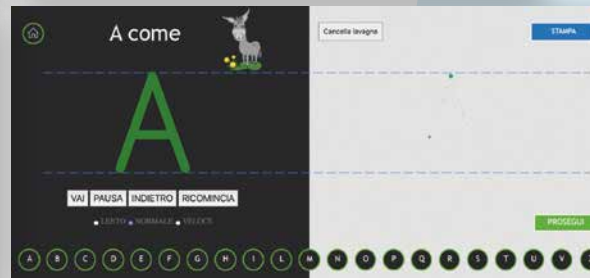 A come
Cancella lavagna
STAMPA
A
VAI PAUSA INDIETRO RICOMINCIA
LENTO NORMALE VELOCE
PROSEGUI
A B C D E F G H I L M N O P Q R S T U V Z